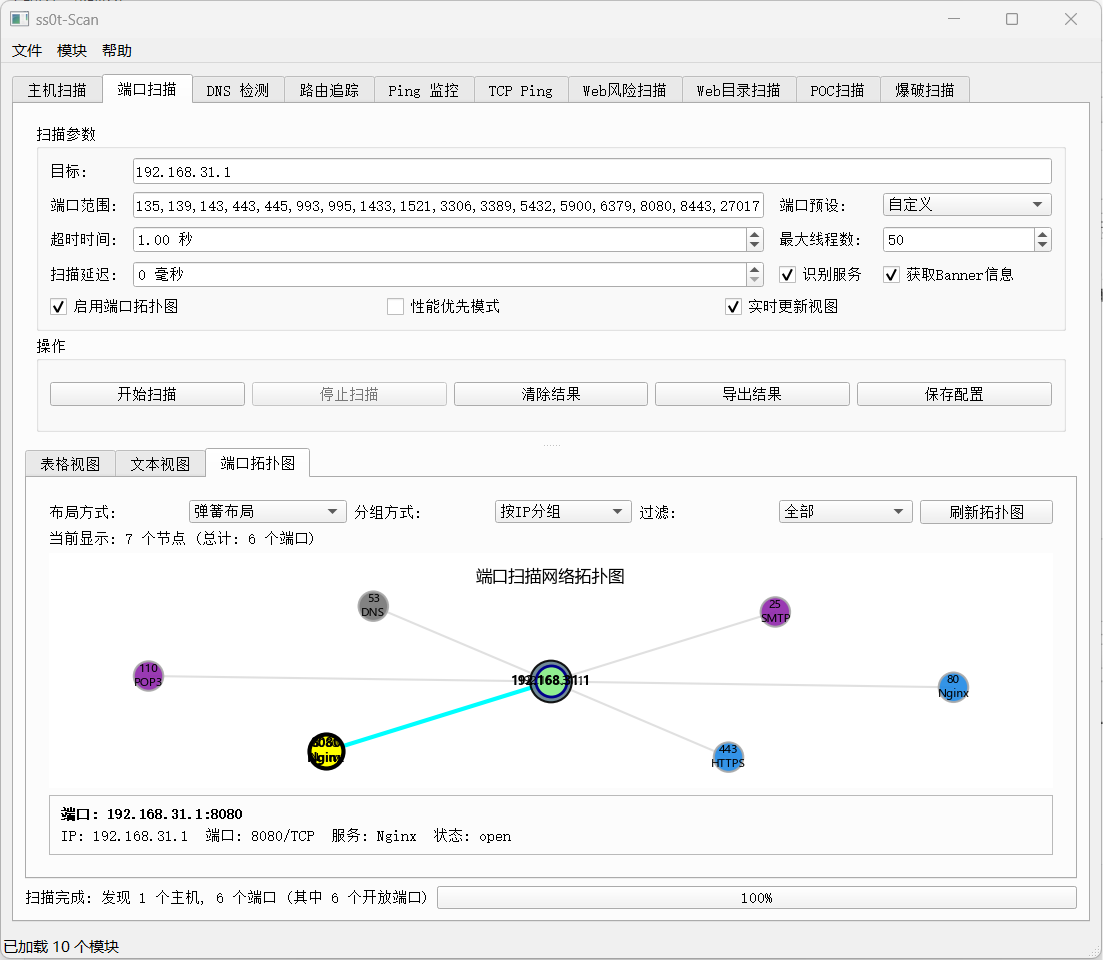 ss0t-Scan
文件 模块 帮助
主机扫描 端口扫描 DNS 检测 路由追踪 Ping 监控 TCP Ping Web风险扫描 Web目录扫描 POC扫描 爆破扫描
扫描参数
目标: 192.168.31.1
端口范围: 135,139,143,443,445,993,995,1433,1521,3306,3389,5432,5900,6379,8080,8443,27017 端口预设: 自定义
超时时间: 1.00 秒 最大线程数: 50
扫描延迟: 0 毫秒 识别服务 获取Banner信息
启用端口拓扑图 性能优先模式 实时更新视图
操作
开始扫描 停止扫描 清除结果 导出结果 保存配置
表格视图 文本视图 端口拓扑图
布局方式: 弹簧布局 分组方式: 按IP分组 过滤: 全部 刷新拓扑图
当前显示: 7 个节点 (总计: 6 个端口)
端口扫描网络拓扑图
53
DNS
25
SMTP
110
POP3
192.168.31.1
80
Nginx
8080
Nginx
443
HTTPS
端口: 192.168.31.1:8080
IP: 192.168.31.1 端口: 8080/TCP 服务: Nginx 状态: open
扫描完成: 发现 1 个主机, 6 个端口 (其中 6 个开放端口) 100%
已加载 10 个模块